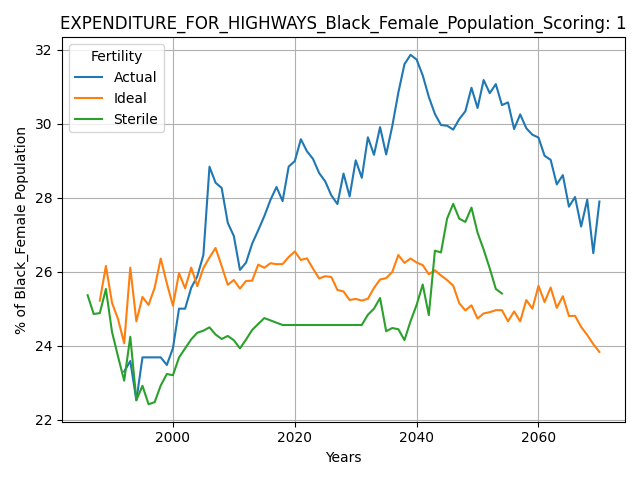 EXPENDITURE_FOR_HIGHWAYS_Black_Female_Population_Scoring: 1
Fertility
Actual
Ideal
Sterile
32
30
28
26
24
22
% of Black_Female Population
2000
2020
2040
2060
Years